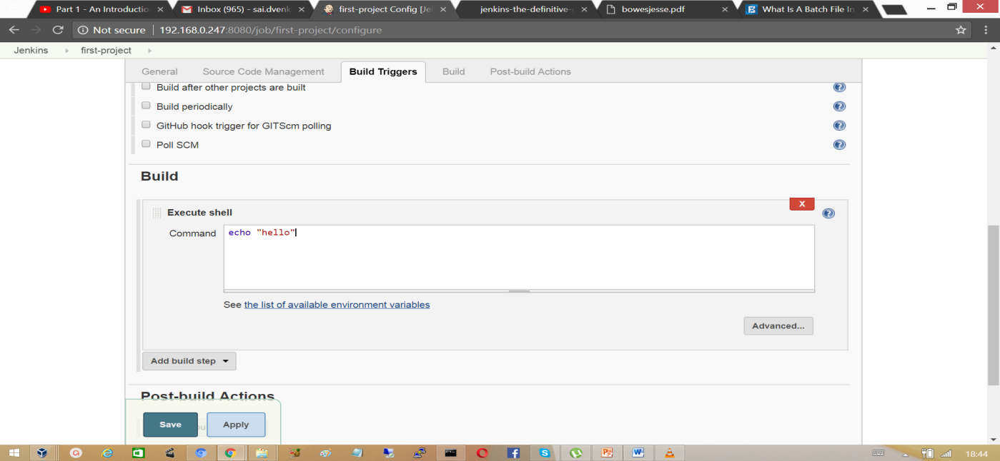 Part 1 - An Introductio
Inbox (965) - sai.dvenk
first-project Config [Je
jenkins-the-definitive-
bowesjesse.pdf
What Is A Batch File In
Not secure | 192.168.0.247:8080/job/first-project/configure
Jenkins first-project
General Source Code Management Build Triggers Build Post-build Actions
Build after other projects are built
Build periodically
GitHub hook trigger for GITScm polling
Poll SCM
Build
X
Execute shell
Command echo "hello"
See the list of available environment variables
Advanced...
Add build step
Post-build Actions
Save Apply
18:44